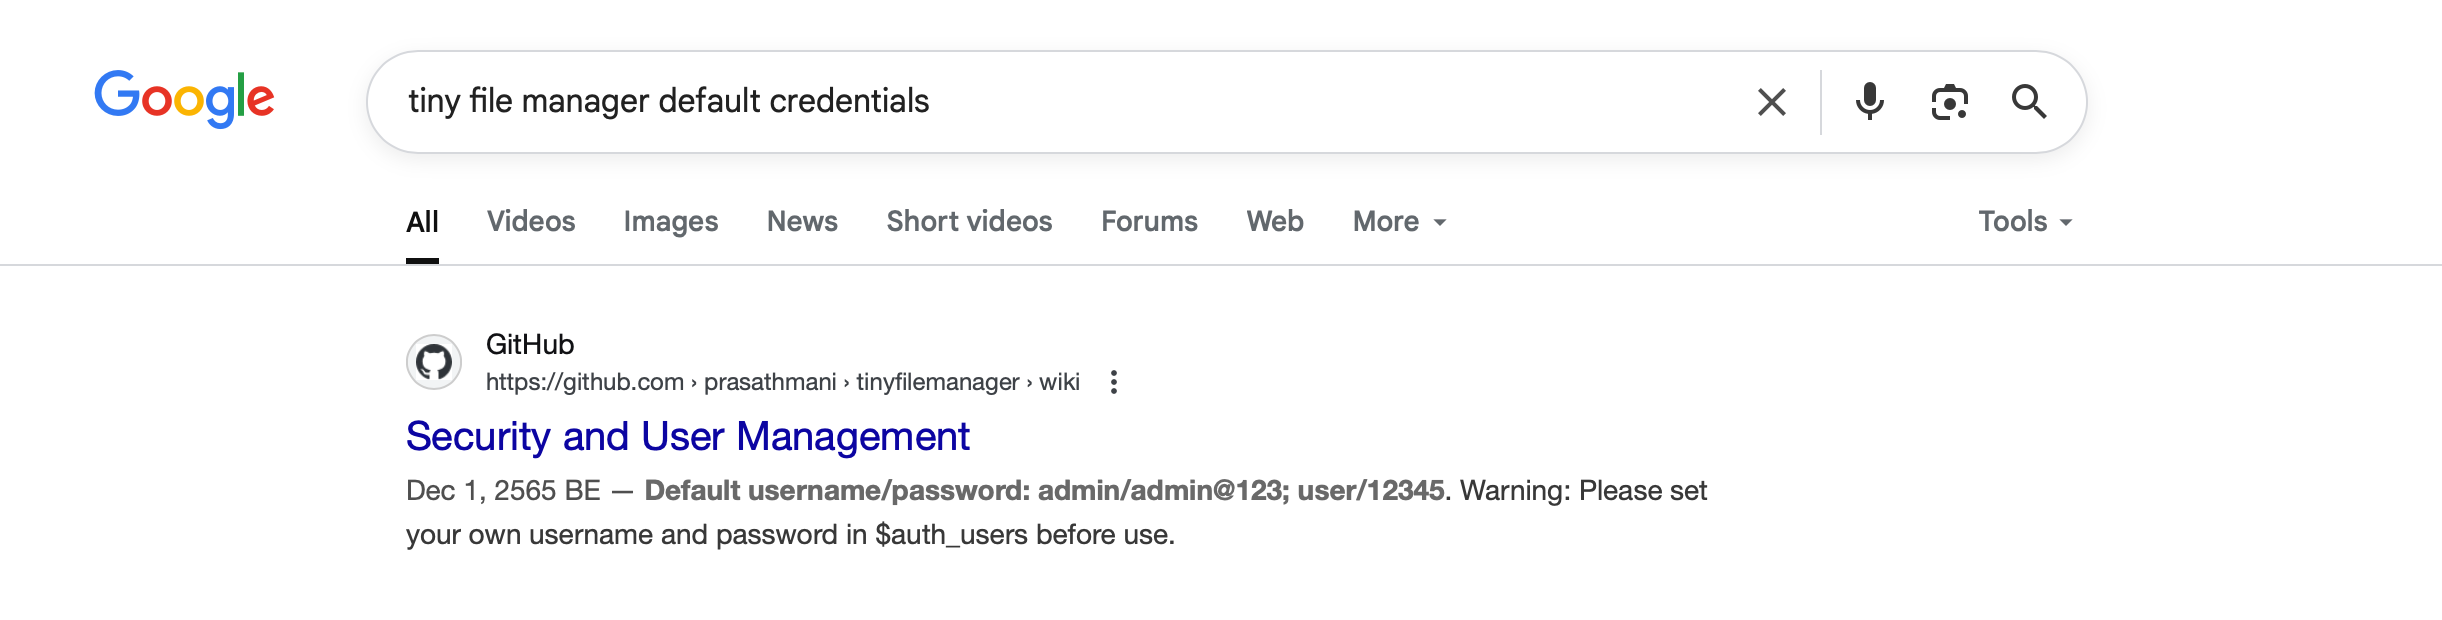 Google
tiny file manager default credentials
All Videos Images News Short videos Forums Web More Tools
GitHub
https://github.com › prasathmani › tinyfilemanager › wiki
Security and User Management
Dec 1, 2565 BE — Default username/password: admin/admin@123; user/12345. Warning: Please set
your own username and password in $auth_users before use.